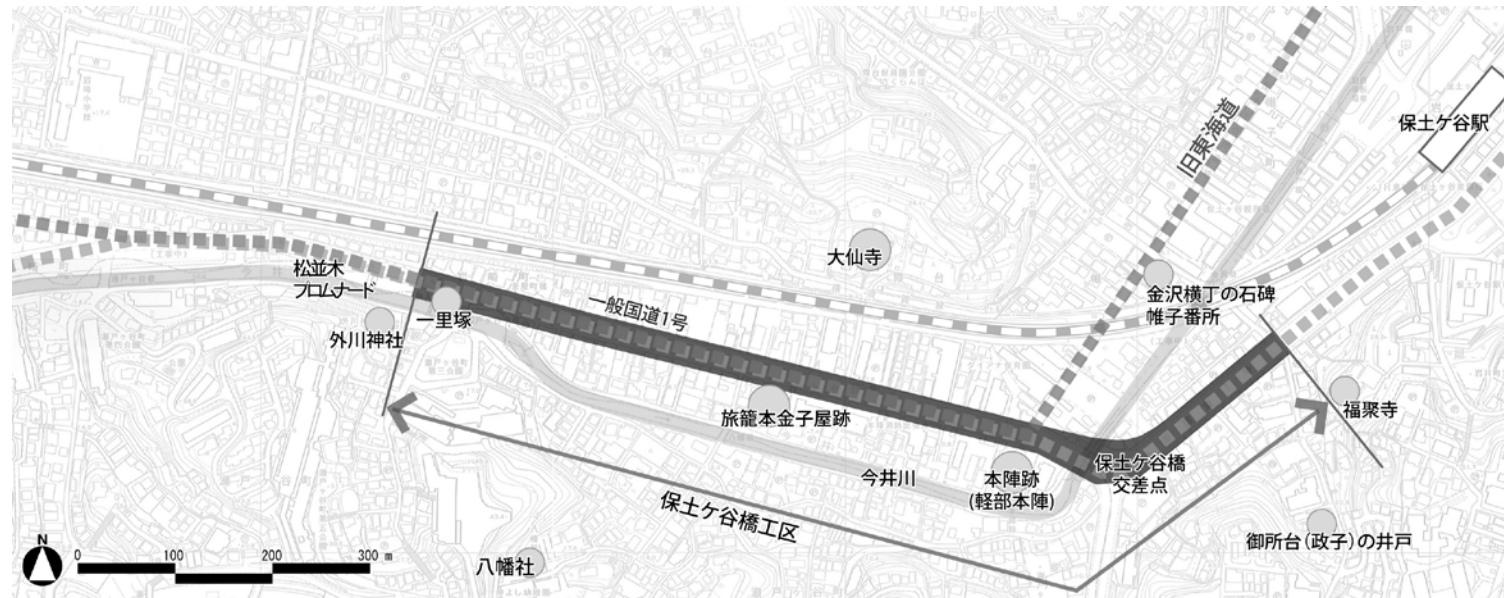 保土ケ谷駅
旧東海道
大仙寺
金沢横丁の石碑
帷子番所
松並木
プロムナード
一里塚
一般国道1号
外川神社
旅籠本金子屋跡
福聚寺
今井川
本陣跡
(軽部本陣)
保土ケ谷橋
交差点
保土ケ谷橋工区
御所台(政子)の井戸
八幡社
N
0 100 200 300 m